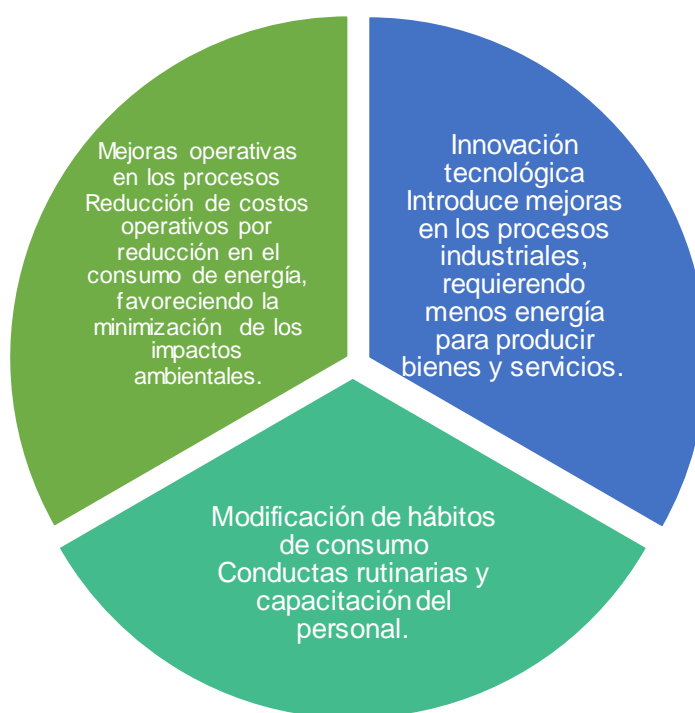 Mejoras operativas
en los procesos
Reducción de costos
operativos por
reducción en el
consumo de energía,
favoreciendo la
minimización de los
impactos
ambientales.
Innovación
tecnológica
Introduce mejoras
en los procesos
industriales,
requierendo
menos energía
para producir
bienes y servicios.
Modificación de hábitos
de consumo
Conductas rutinarias y
capacitación del
personal.